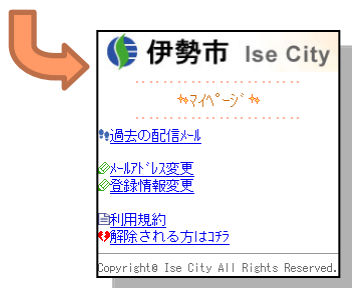 伊勢市 Ise City
ﾏｲﾍﾟｰｼﾞ
過去の配信ﾒｰﾙ
ﾒｰﾙｱﾄﾞﾚｽ変更
登録情報変更
利用規約
解除される方はｺﾁﾗ
Copyright© Ise City All Rights Reserved.